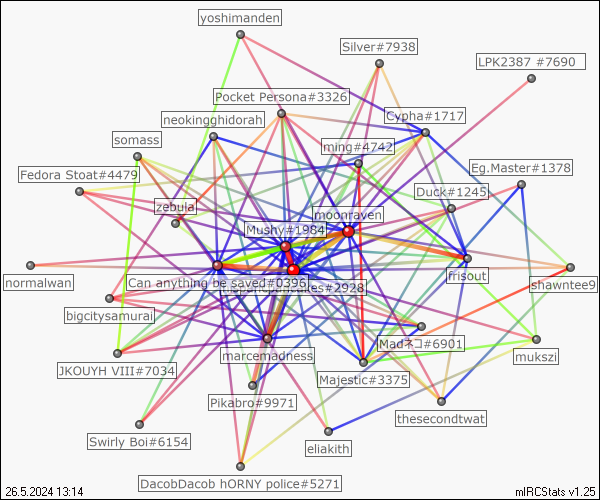 yoshimanden
Silver#7938
LPK2387 #7690
Pocket Persona#3326
Cypha#1717
neokingghidorah
ming#4742
somass
Eg.Master#1378
Fedora Stoat#4479
Duck#1245
zebula
moonraven
Mushy#1984
frisout
normalwan
Can anything be saved#0396
#2928
shawntee9
bigcitysamurai
Madネコ#6901
marcemadness
mukszi
JKOUYH VIII#7034
Majestic#3375
Pikabro#9971
thesecondtwat
Swirly Boi#6154
eliakith
DacobDacob hORNY police#5271
26.5.2024 13:14
mIRCStats v1.25